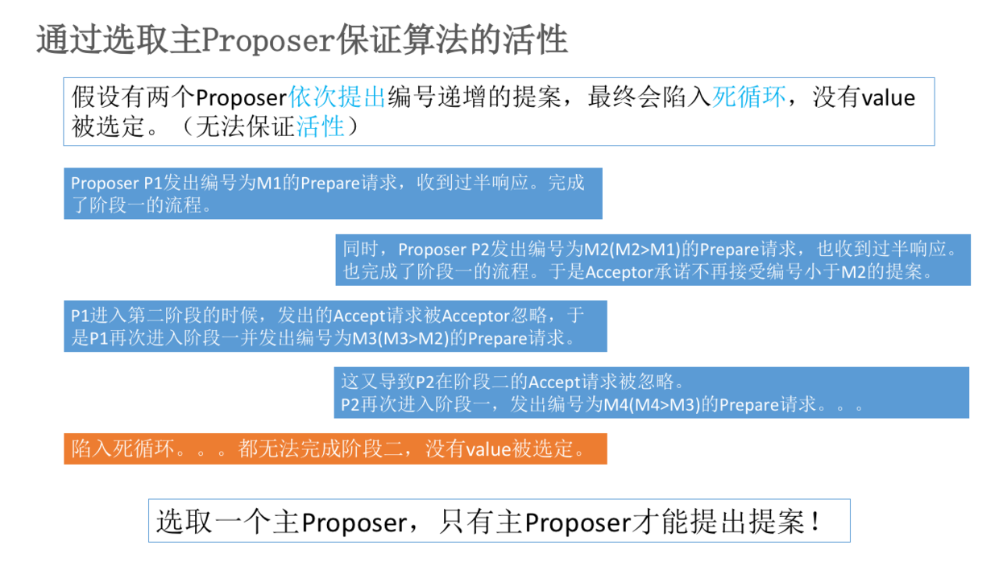 通过选取主Proposer保证算法的活性
假设有两个Proposer依次提出编号递增的提案，最终会陷入死循环，没有value
被选定。（无法保证活性）
Proposer P1发出编号为M1的Prepare请求，收到过半响应。完成
了阶段一的流程。
同时，Proposer P2发出编号为M2(M2>M1)的Prepare请求，也收到过半响应。
也完成了阶段一的流程。于是Acceptor承诺不再接受编号小于M2的提案。
P1进入第二阶段的时候，发出的Accept请求被Acceptor忽略，于
是P1再次进入阶段一并发出编号为M3(M3>M2)的Prepare请求。
这又导致P2在阶段二的Accept请求被忽略。
P2再次进入阶段一，发出编号为M4(M4>M3)的Prepare请求。。。
陷入死循环。。。都无法完成阶段二，没有value被选定。
选取一个主Proposer，只有主Proposer才能提出提案！